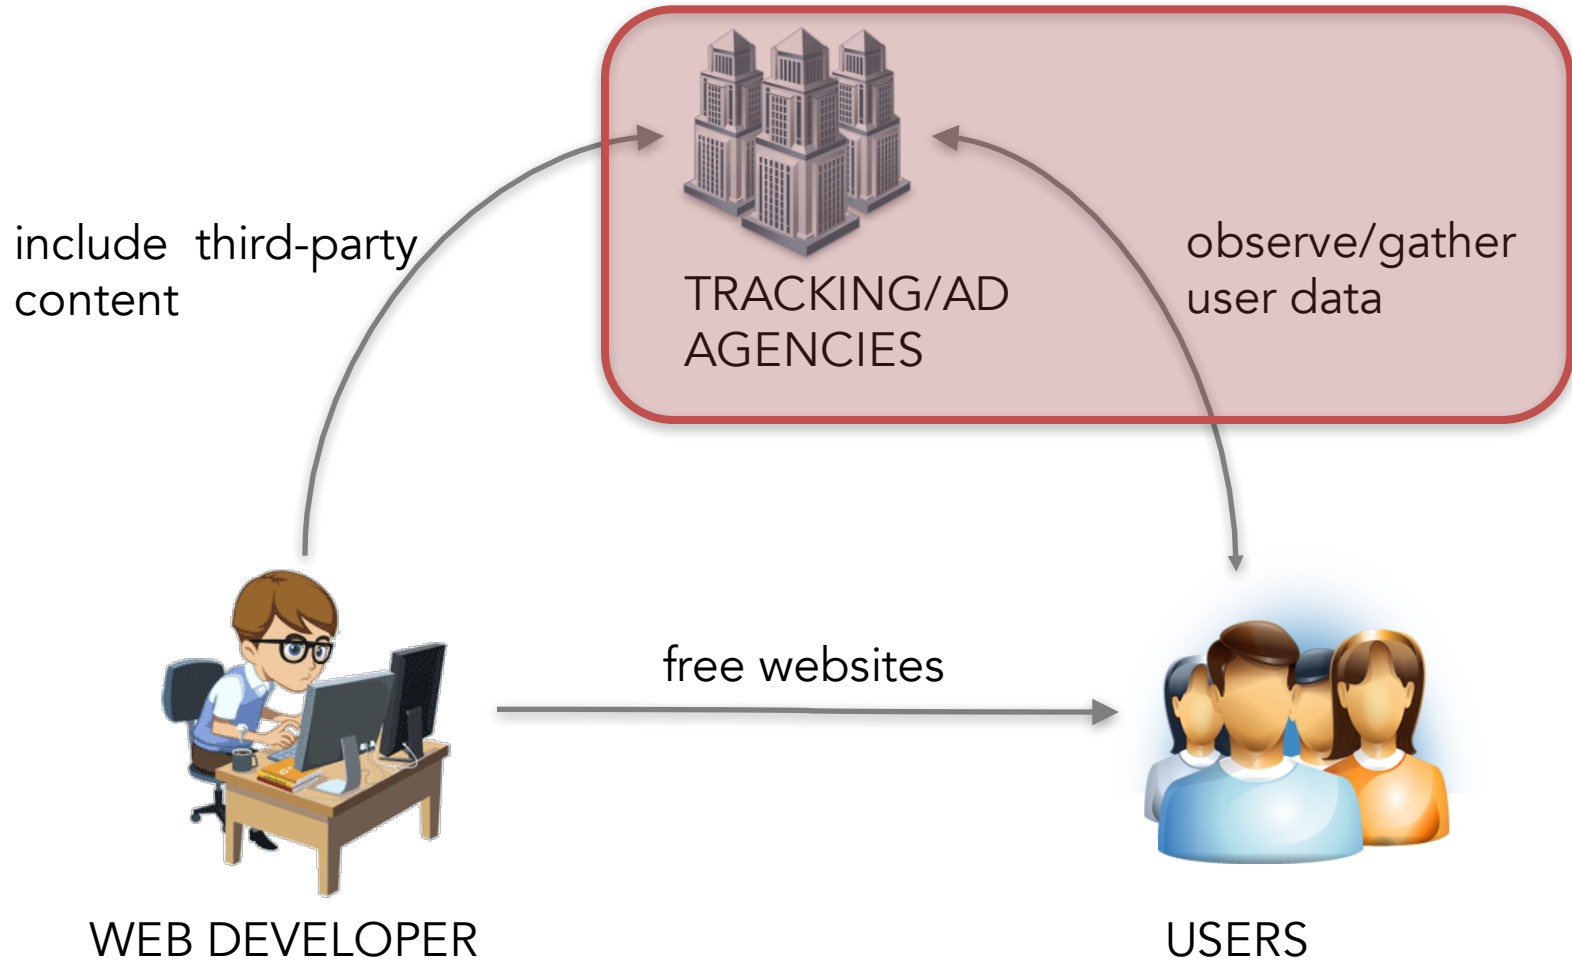 include third-party
content
TRACKING/AD
AGENCIES
observe/gather
user data
free websites
WEB DEVELOPER
USERS